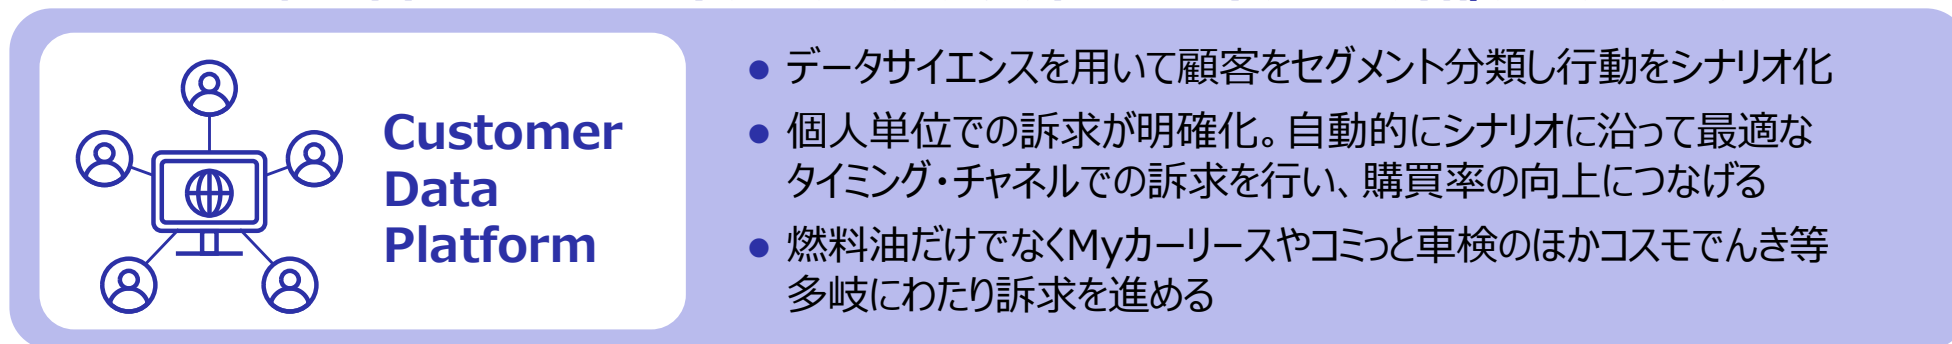 Customer
Data
Platform
● データサイエンスを用いて顧客をセグメント分類し行動をシナリオ化
● 個人単位での訴求が明確化。自動的にシナリオに沿って最適な
タイミング・チャネルでの訴求を行い、購買率の向上につなげる
● 燃料油だけでなくMyカーリースやコミっと車検のほかコスモでんき等
多岐にわたり訴求を進める